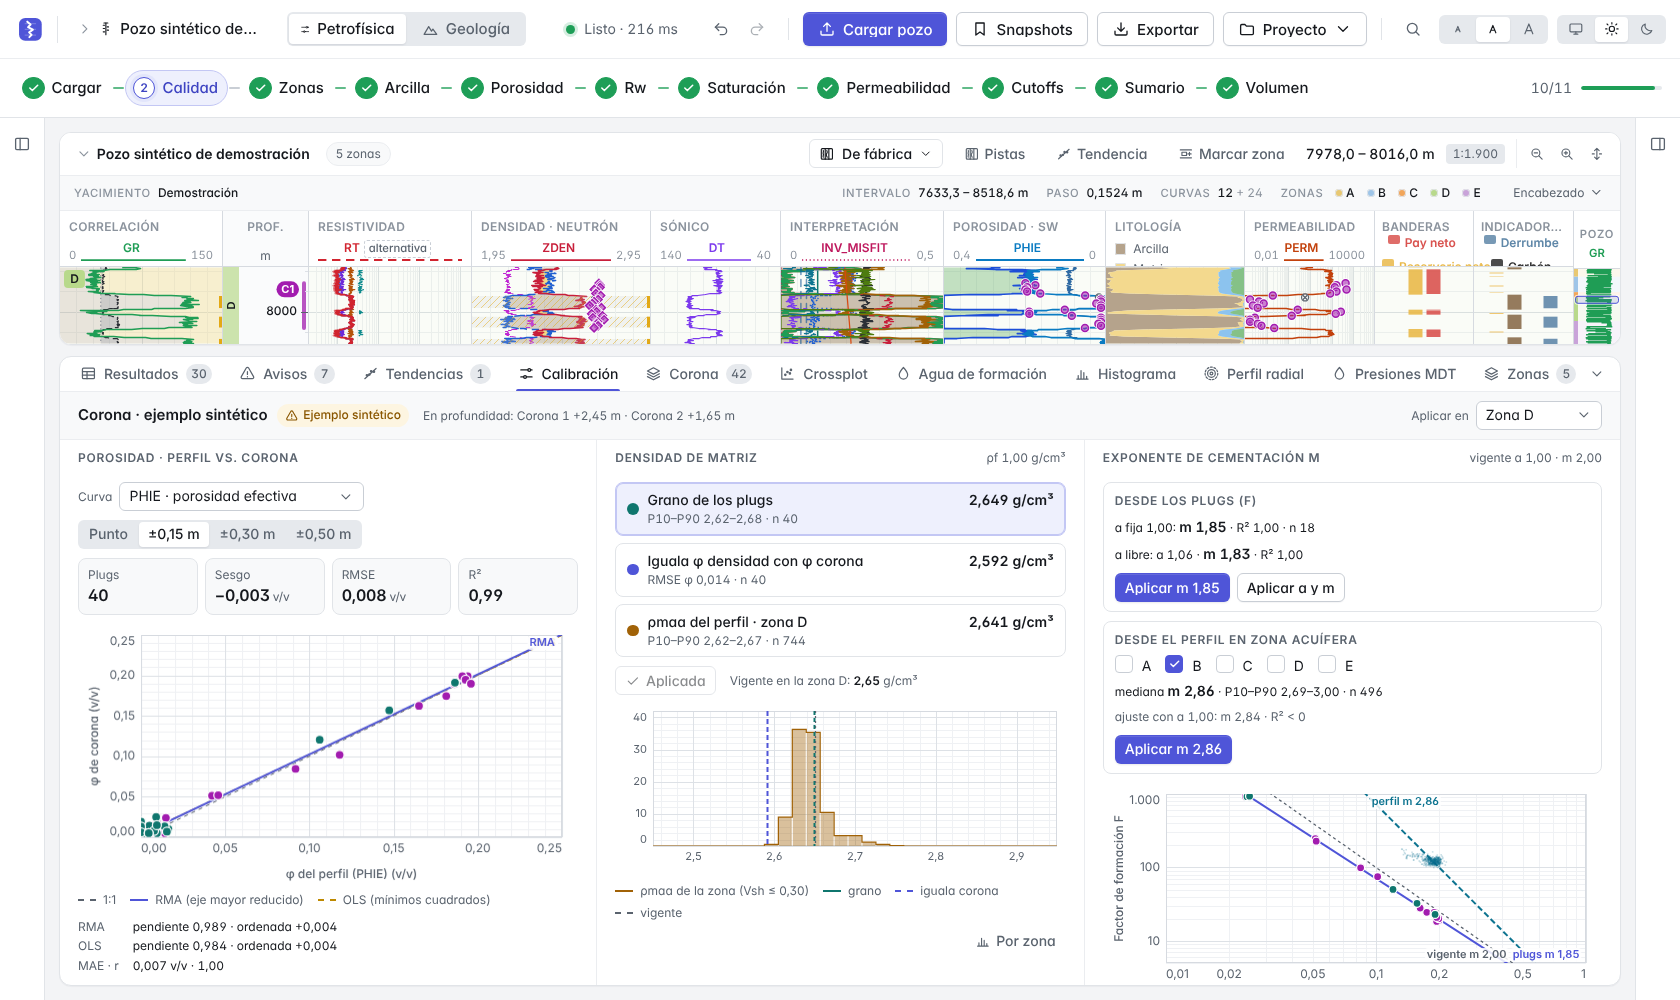 Pozo sintético de...
Petrofísica
Geología
Listo · 216 ms
Cargar pozo
Snapshots
Exportar
Proyecto
A A A
Cargar
2 Calidad
Zonas
Arcilla
Porosidad
Rw
Saturación
Permeabilidad
Cutoffs
Sumario
Volumen
10/11
Pozo sintético de demostración
5 zonas
De fábrica
Pistas
Tendencia
Marcar zona
7978,0 – 8016,0 m
1:1.900
YACIMIENTO Demostración
INTERVALO 7633,3 – 8518,6 m
PASO 0,1524 m
CURVAS 12 + 24
ZONAS A B C D E
Encabezado
CORRELACIÓN
0 GR 150
PROF.
m
RESISTIVIDAD
RT alternativa
DENSIDAD · NEUTRÓN
1,95 ZDEN 2,95
SÓNICO
140 DT 40
INTERPRETACIÓN
0 INV_MISFIT 0,5
POROSIDAD · SW
0,4 PHIE 0
LITOLOGÍA
Arcilla
PERMEABILIDAD
0,01 PERM 10000
BANDERAS
Pay neto
INDICADOR...
Derrumbe
POZO
GR
D
D
C1
8000
Resultados 30
Avisos 7
Tendencias 1
Calibración
Corona 42
Crossplot
Agua de formación
Histograma
Perfil radial
Presiones MDT
Zonas 5
Corona · ejemplo sintético
Ejemplo sintético
En profundidad: Corona 1 +2,45 m · Corona 2 +1,65 m
Aplicar en Zona D
POROSIDAD · PERFIL VS. CORONA
Curva PHIE · porosidad efectiva
Punto ±0,15 m ±0,30 m ±0,50 m
Plugs
40
Sesgo
−0,003 v/v
RMSE
0,008 v/v
R²
0,99
RMA
0,25
0,20
0,15
0,10
0,05
0,00
φ de corona (v/v)
0,00 0,05 0,10 0,15 0,20 0,25
φ del perfil (PHIE) (v/v)
1:1 RMA (eje mayor reducido) OLS (mínimos cuadrados)
RMA pendiente 0,989 · ordenada +0,004
OLS pendiente 0,984 · ordenada +0,004
MAE · r 0,007 v/v · 1,00
DENSIDAD DE MATRIZ
ρf 1,00 g/cm³
Grano de los plugs 2,649 g/cm³
P10–P90 2,62–2,68 · n 40
Iguala φ densidad con φ corona 2,592 g/cm³
RMSE φ 0,014 · n 40
ρmaa del perfil · zona D 2,641 g/cm³
P10–P90 2,62–2,67 · n 744
Aplicada
Vigente en la zona D: 2,65 g/cm³
40
30
20
10
0
2,5 2,6 2,7 2,8 2,9
ρmaa de la zona (Vsh ≤ 0,30) grano iguala corona
vigente
Por zona
EXPONENTE DE CEMENTACIÓN M
vigente a 1,00 · m 2,00
DESDE LOS PLUGS (F)
a fija 1,00: m 1,85 · R² 1,00 · n 18
a libre: a 1,06 · m 1,83 · R² 1,00
Aplicar m 1,85
Aplicar a y m
DESDE EL PERFIL EN ZONA ACUÍFERA
A B C D E
mediana m 2,86 · P10–P90 2,69–3,00 · n 496
ajuste con a 1,00: m 2,84 · R² < 0
Aplicar m 2,86
perfil m 2,86
1.000
100
10
Factor de formación F
vigente m 2,00 plugs m 1,85
0,01 0,02 0,05 0,1 0,2 0,5 1